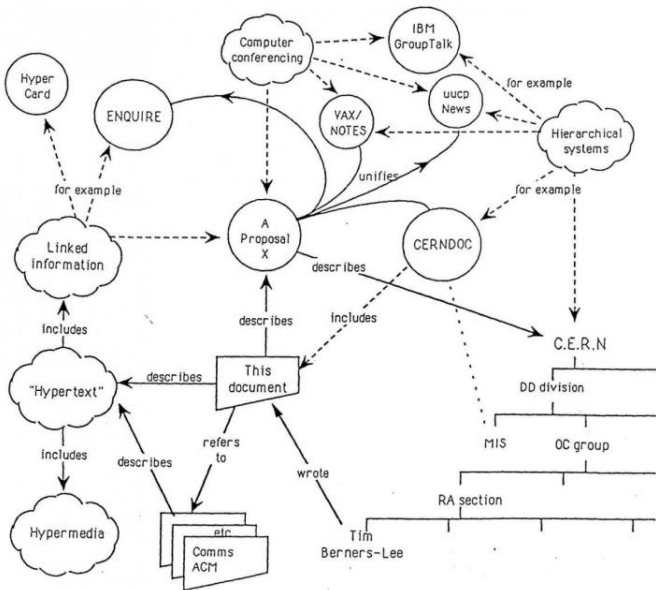 IBM
GroupTalk
Computer
conferencing
Hyper
Card
ENQUIRE
VAX/
NOTES
uucp
News
for example
Hierarchical
systems
unifies
for example
for example
Linked
information
A
Proposal
X
CERNDOC
describes
includes
describes
includes
C.E.R.N
This
document
describes
"Hypertext"
DD division
refers
to
MIS
OC group
includes
describes
wrote
RA section
Hypermedia
etc
Comms
ACM
Tim
Berners-Lee